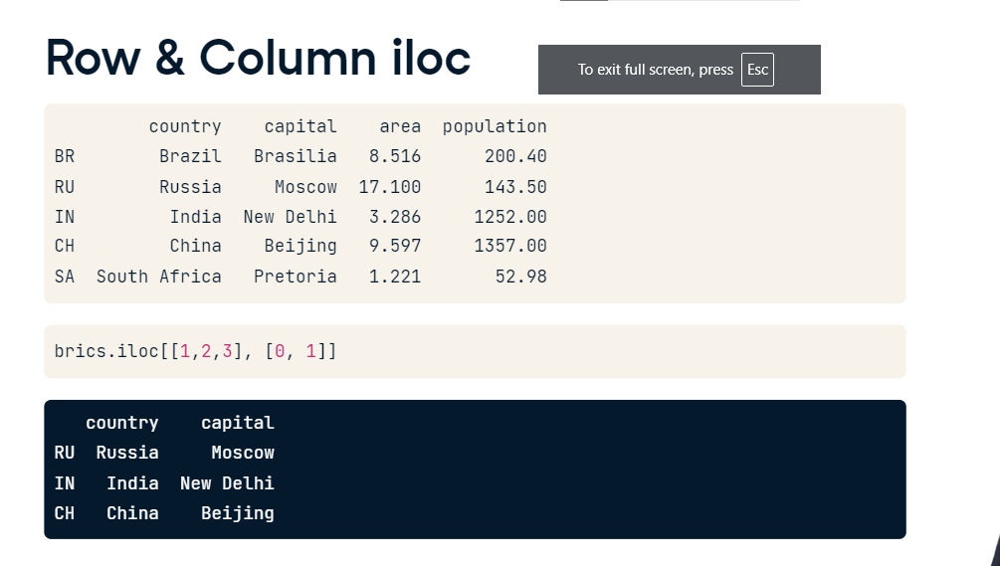 Row & Column iloc
To exit full screen, press Esc
country capital area population
BR Brazil Brasilia 8.516 200.40
RU Russia Moscow 17.100 143.50
IN India New Delhi 3.286 1252.00
CH China Beijing 9.597 1357.00
SA South Africa Pretoria 1.221 52.98
brics.iloc[[1,2,3], [0, 1]]
country capital
RU Russia Moscow
IN India New Delhi
CH China Beijing